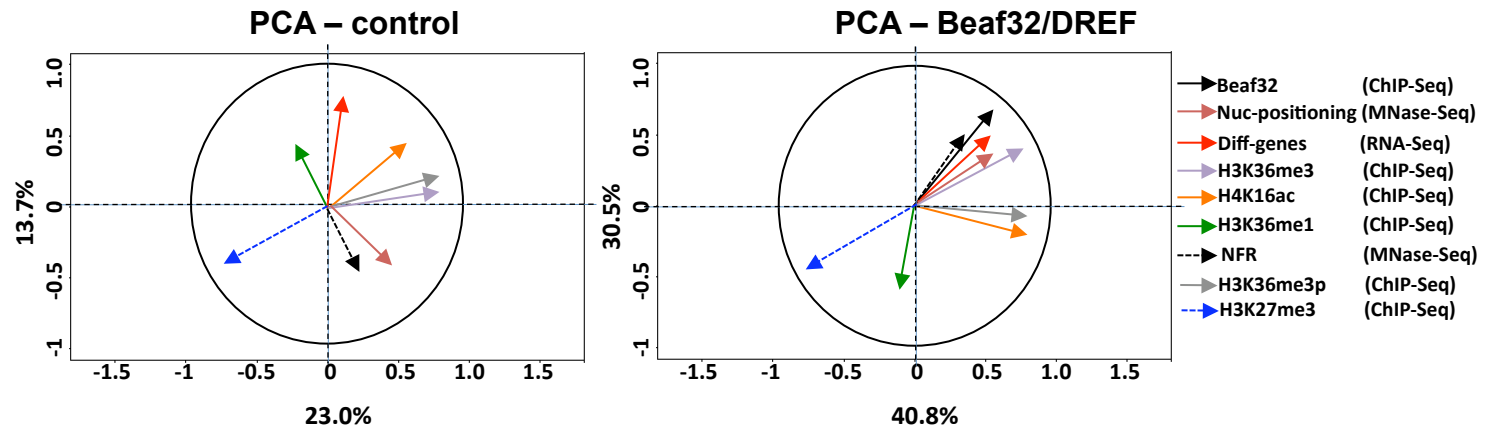 PCA – control
PCA – Beaf32/DREF
1.0
0.5
0
-0.5
-1
13.7%
-1.5
-1
-0.5
0
0.5
1.0
1.5
23.0%
1.0
0.5
0
-0.5
-1
30.5%
-1.5
-1
-0.5
0
0.5
1.0
1.5
40.8%
Beaf32 (ChIP-Seq)
Nuc-positioning (MNase-Seq)
Diff-genes (RNA-Seq)
H3K36me3 (ChIP-Seq)
H4K16ac (ChIP-Seq)
H3K36me1 (ChIP-Seq)
NFR (MNase-Seq)
H3K36me3p (ChIP-Seq)
H3K27me3 (ChIP-Seq)